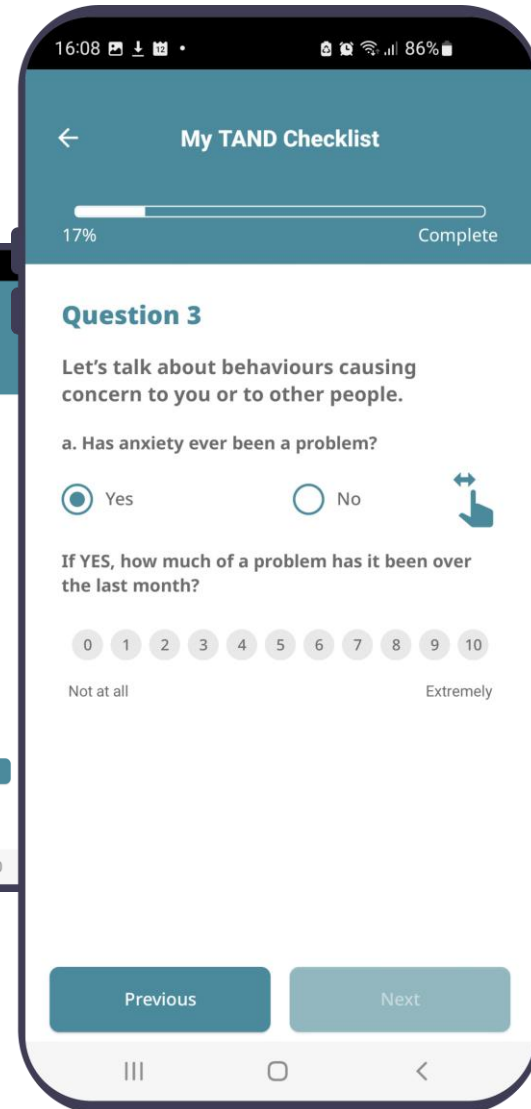 16:08
12
86%
My TAND Checklist
17%
Complete
Question 3
Let’s talk about behaviours causing
concern to you or to other people.
a. Has anxiety ever been a problem?
Yes
No
If YES, how much of a problem has it been over
the last month?
0 1 2 3 4 5 6 7 8 9 10
Not at all
Extremely
Previous
Next